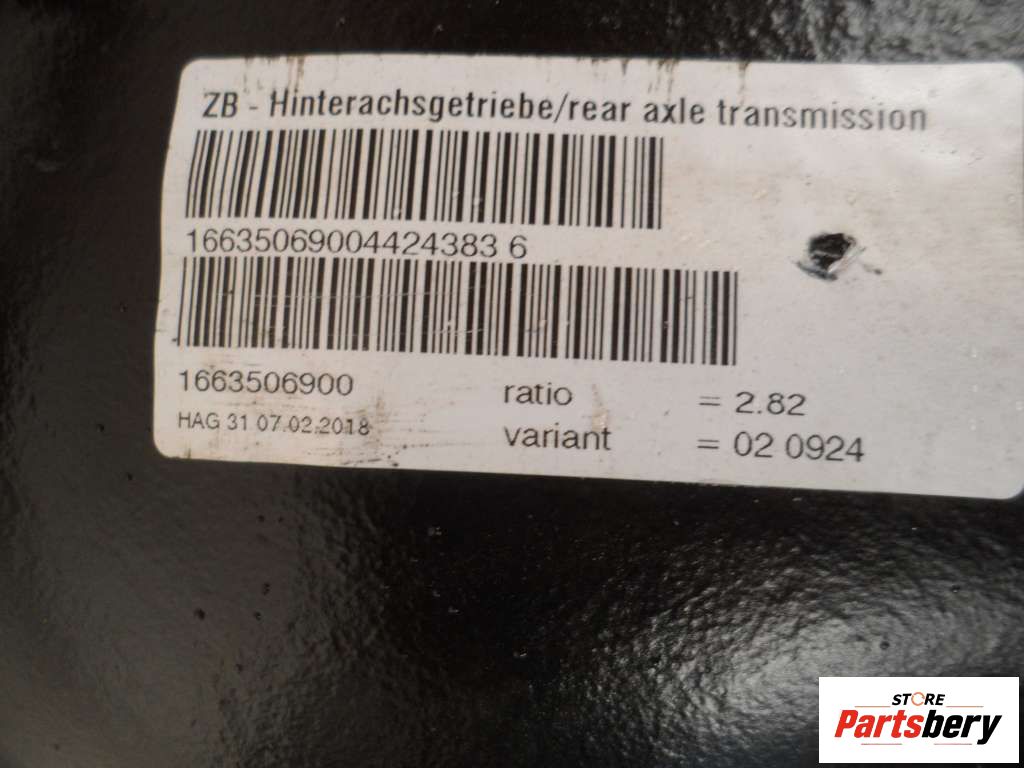 ZB - Hinterachsgetriebe/rear axle transmission
16635069004424383 6
1663506900
ratio = 2.82
HAG 31 07.02.2018
variant = 02 0924
STORE
Partsbery